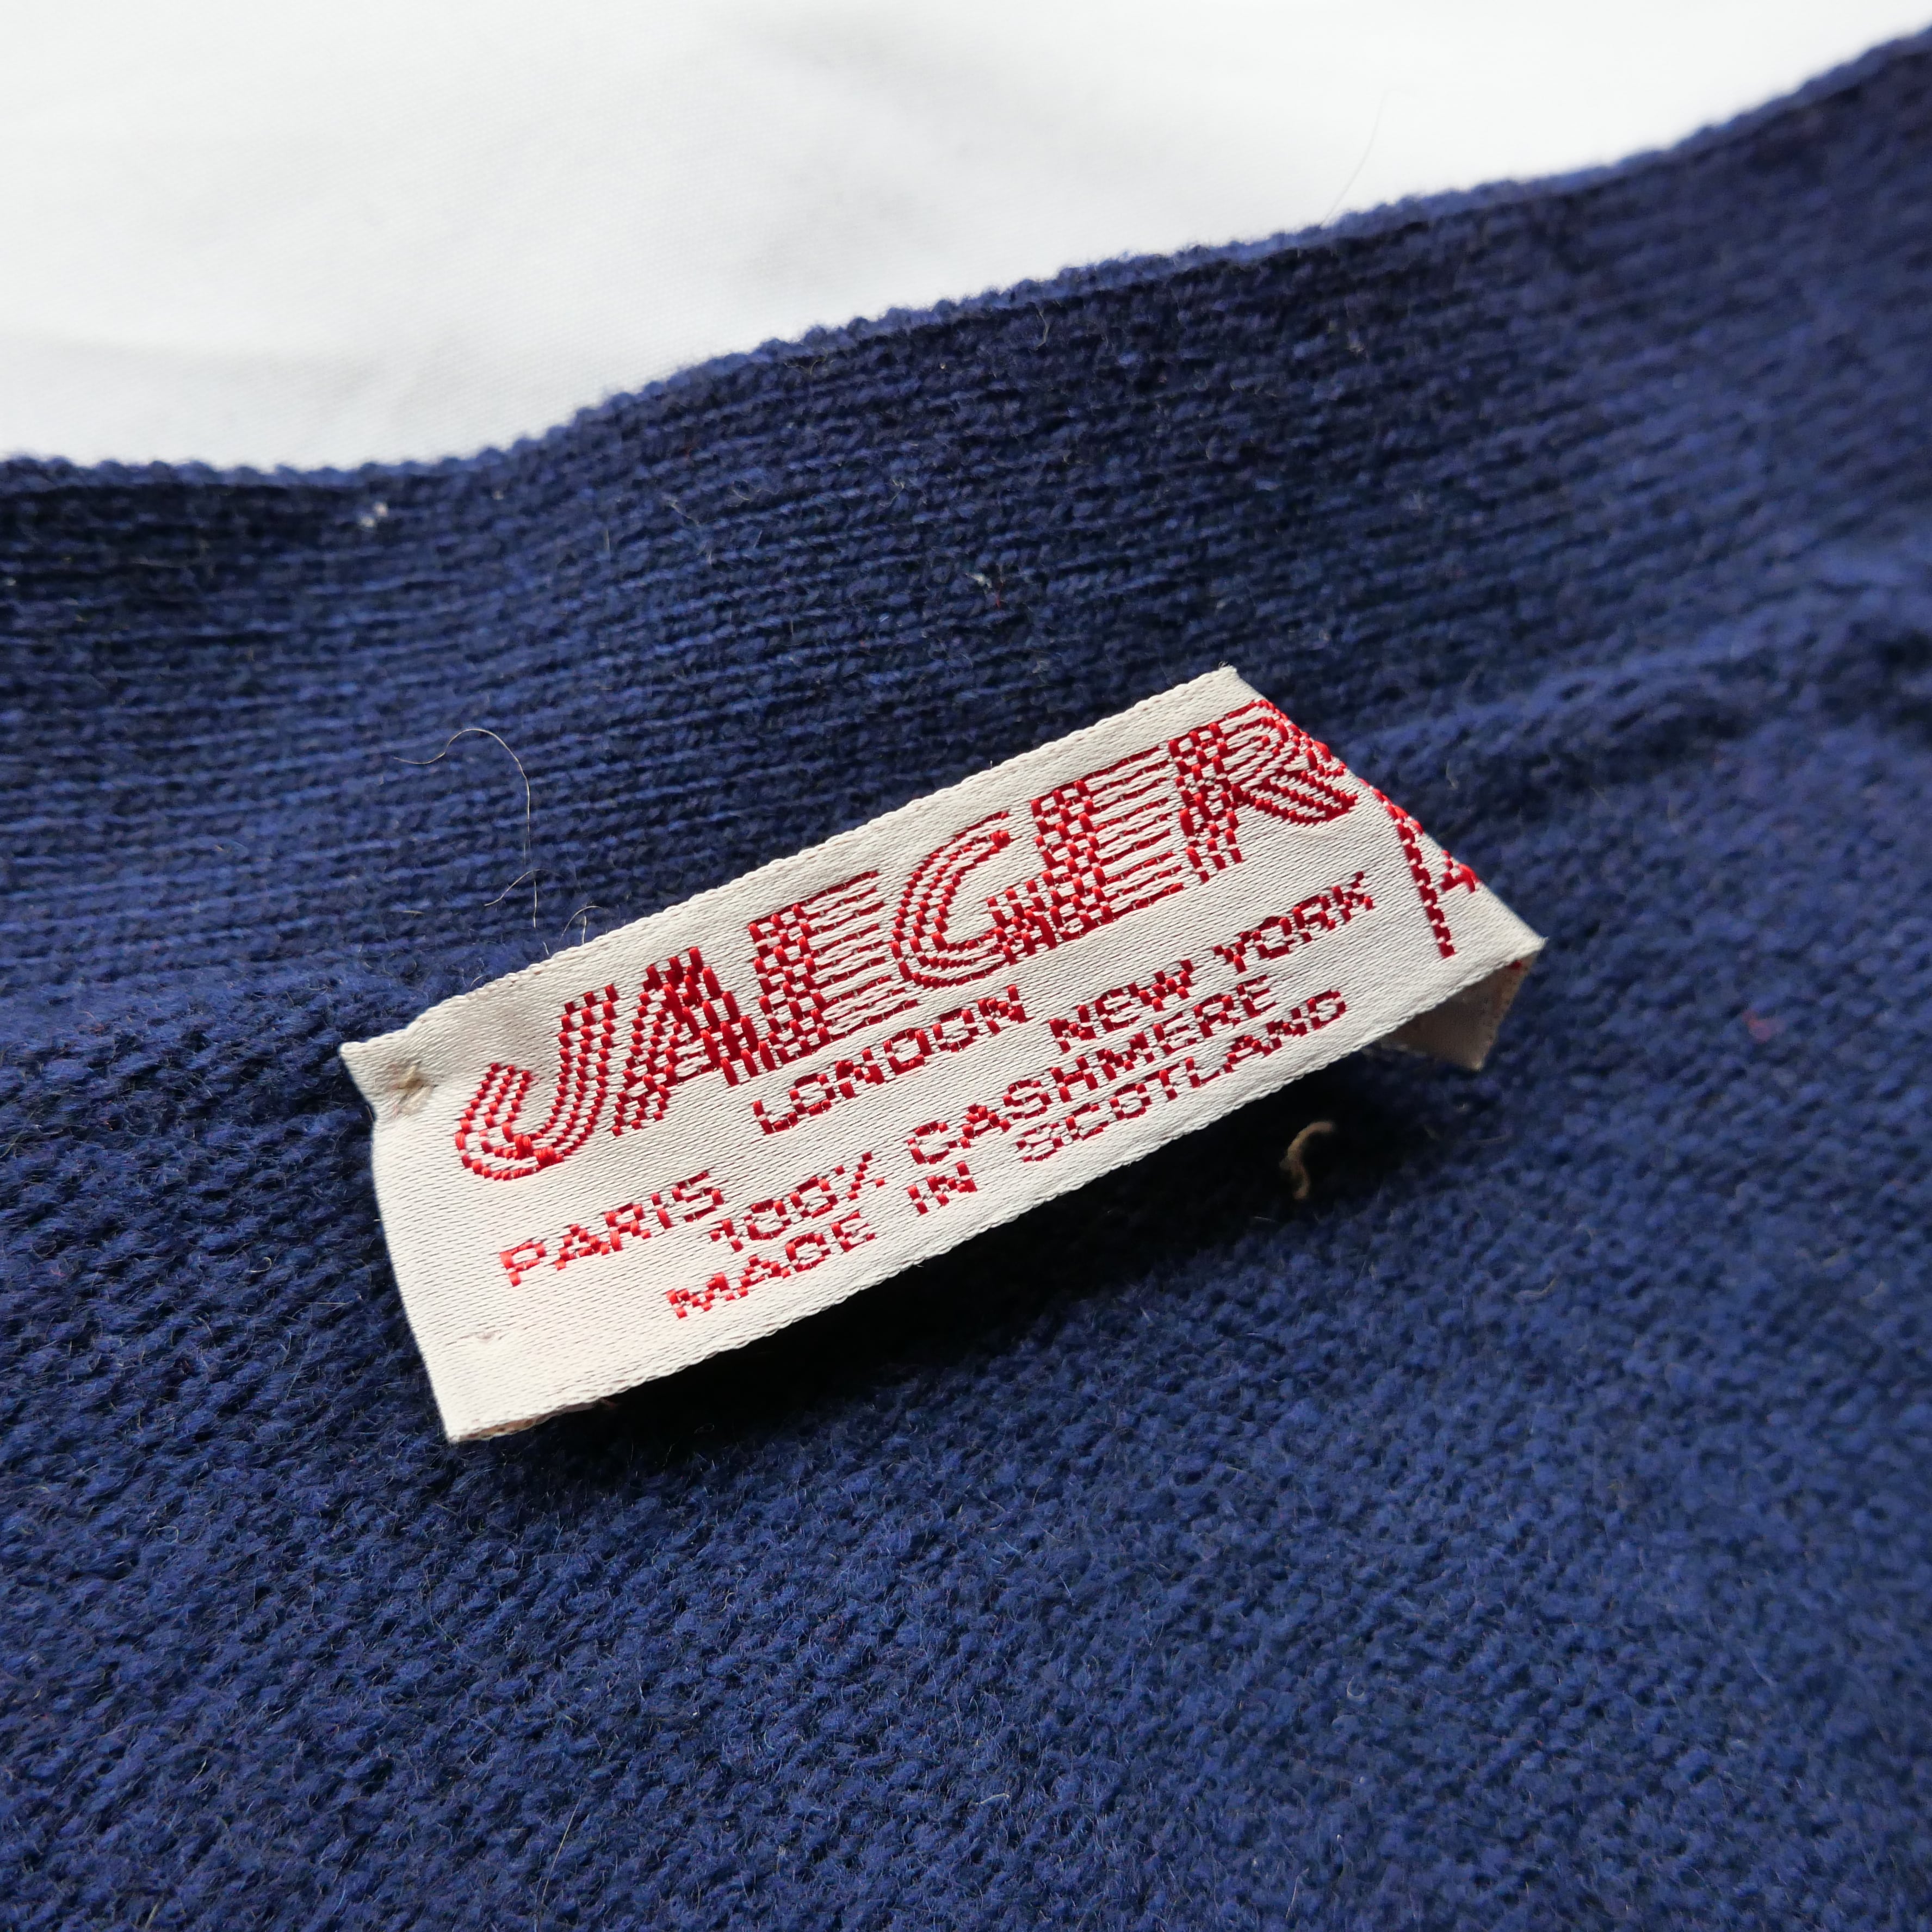 JAEGER
PARIS LONDON NEW YORK
100% CASHMERE
MADE IN SCOTLAND